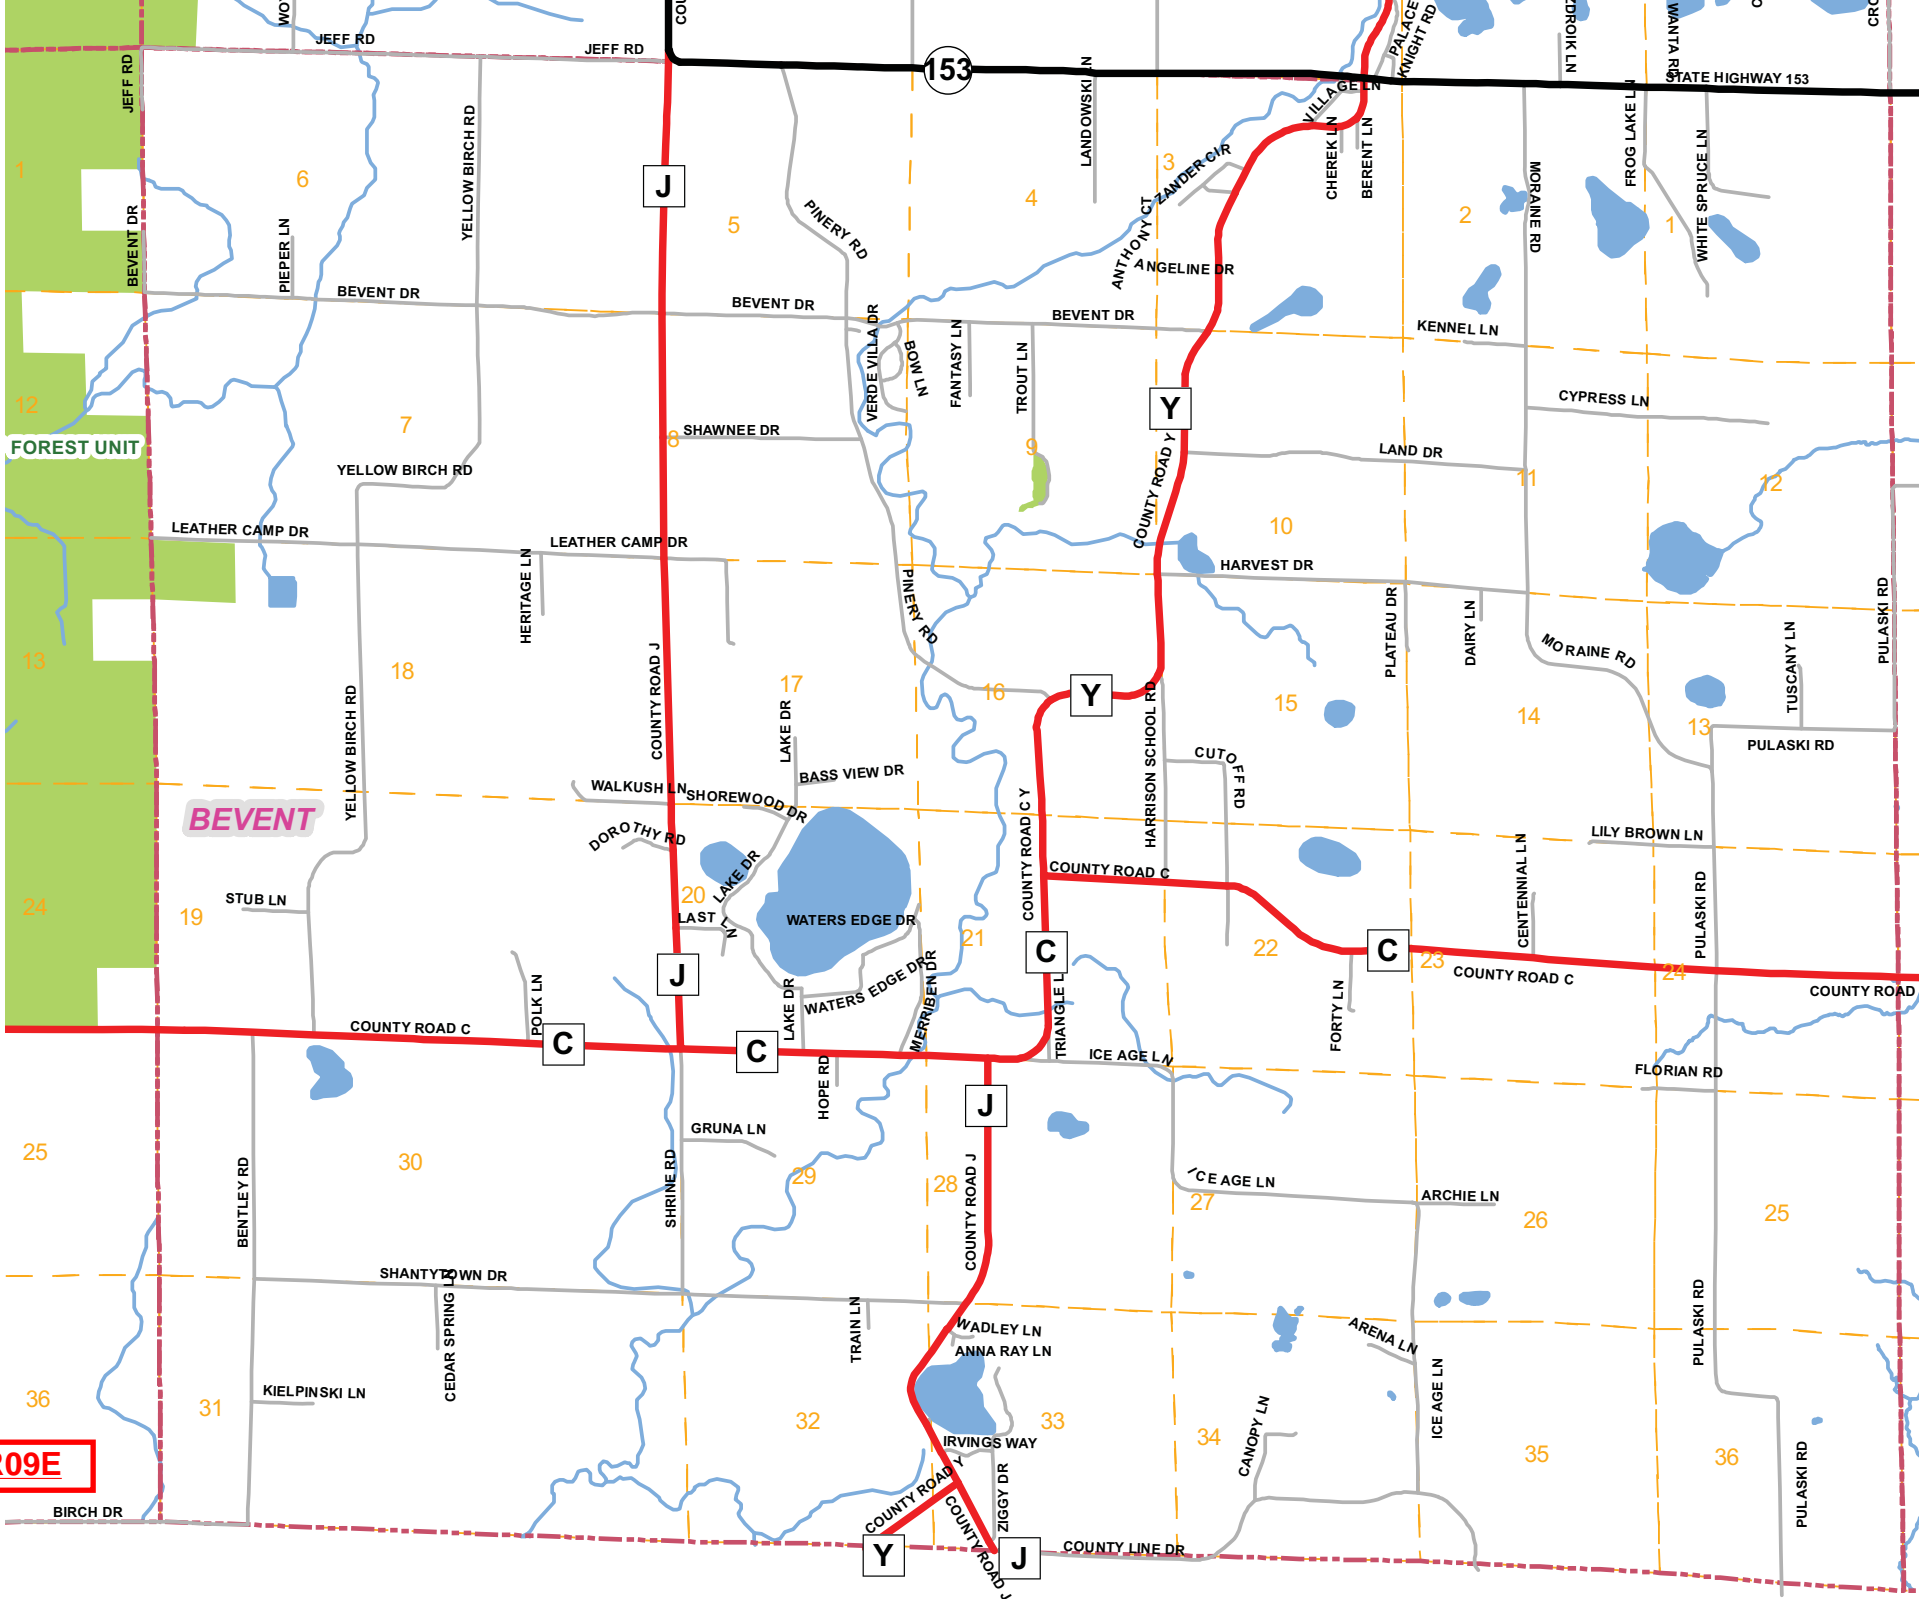 JEFF RD
JEFF RD
JEFF RD
153
PALACE
KNIGHT RD
ZDROIK LN
WANTA RD
STATE HIGHWAY 153
VILLAGE LN
LANDOWSKI LN
CHEREK LN
BERENT LN
FROG LAKE LN
WHITE SPRUCE LN
MORAINE RD
YELLOW BIRCH RD
J
1
6
5
4
3
2
1
ZANDER CIR
ANTHONY CT
ANGELINE DR
PINERY RD
BEVENT DR
PIEPER LN
BEVENT DR
BEVENT DR
BEVENT DR
KENNEL LN
VERDE VILLA DR
BOW LN
FANTASY LN
TROUT LN
Y
CYPRESS LN
12
7
8
SHAWNEE DR
9
COUNTY ROAD Y
LAND DR
11
12
FOREST UNIT
YELLOW BIRCH RD
LEATHER CAMP DR
LEATHER CAMP DR
10
HARVEST DR
HERITAGE LN
PINERY RD
PLATEAU DR
DAIRY LN
MORAINE RD
TUSCANY LN
PULASKI RD
13
18
17
16
15
14
13
COUNTY ROAD J
YELLOW BIRCH RD
LAKE DR
Y
HARRISON SCHOOL RD
PULASKI RD
CUTOFF RD
BASS VIEW DR
WALKUSH LN
SHOREWOOD DR
BEVENT
DOROTHY RD
COUNTY ROAD C Y
LILY BROWN LN
LAKE DR
COUNTY ROAD C
CENTENNIAL LN
PULASKI RD
24
19
STUB LN
20
LAST LN
WATERS EDGE DR
21
22
23
24
C
C
J
COUNTY ROAD C
COUNTY ROAD
POLK LN
LAKE DR
WATERS EDGE DR
MERRIBEN DR
FORTY LN
COUNTY ROAD C
C
C
HOPE RD
ICE AGE LN
FLORIAN RD
J
GRUNA LN
25
30
29
28
27
26
25
BENTLEY RD
SHRINE RD
COUNTY ROAD J
ICE AGE LN
ARCHIE LN
SHANTYTOWN DR
CEDAR SPRING LN
TRAIN LN
WADLEY LN
ANNA RAY LN
ARENA LN
ICE AGE LN
PULASKI RD
KIELPINSKI LN
36
31
32
33
34
35
36
CANOPY LN
IRVINGS WAY
R09E
COUNTY ROAD Y
ZIGGY DR
PULASKI RD
BIRCH DR
COUNTY ROAD J
Y
J
COUNTY LINE DR